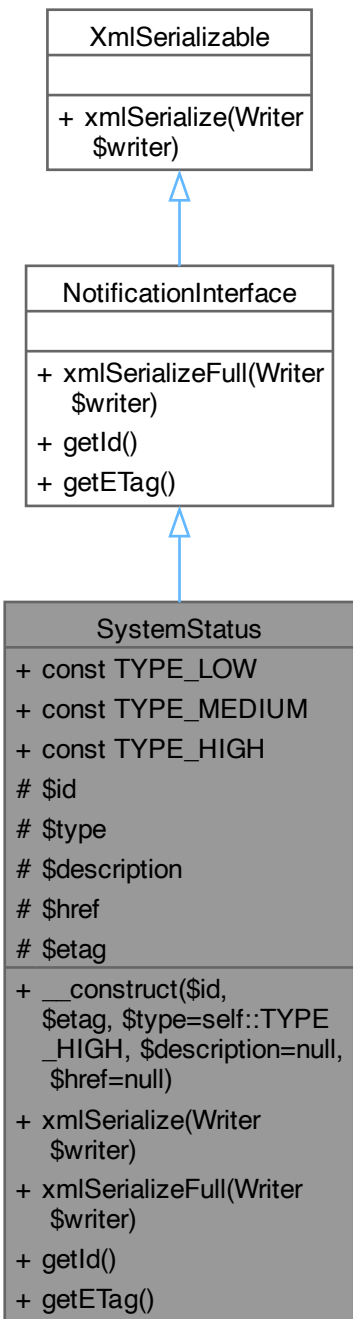 XmlSerializable
+ xmlSerialize(Writer
$writer)
NotificationInterface
+ xmlSerializeFull(Writer
$writer)
+ getId()
+ getETag()
SystemStatus
+ const TYPE_LOW
+ const TYPE_MEDIUM
+ const TYPE_HIGH
# $id
# $type
# $description
# $href
# $etag
+ __construct($id,
$etag, $type=self::TYPE
_HIGH, $description=null,
$href=null)
+ xmlSerialize(Writer
$writer)
+ xmlSerializeFull(Writer
$writer)
+ getId()
+ getETag()